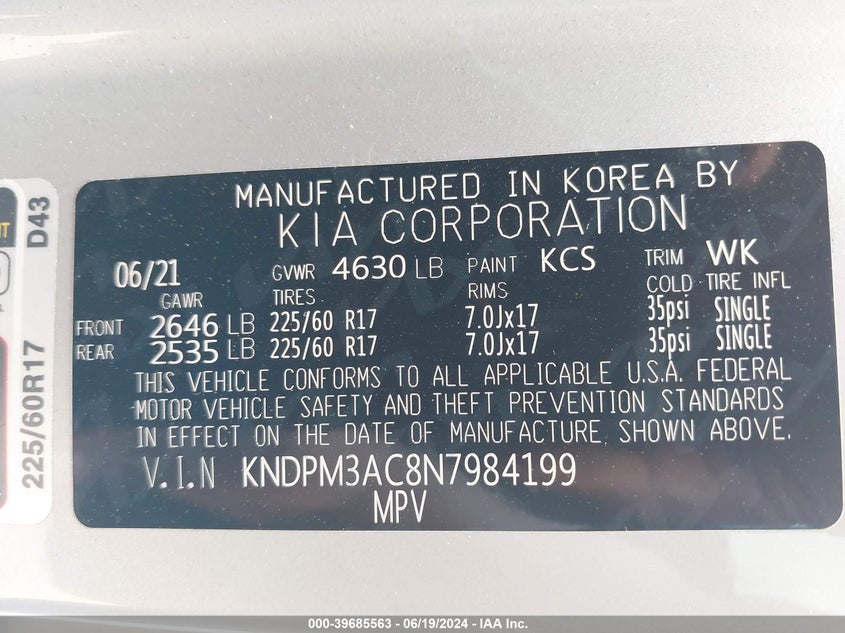 MANUFACTURED IN KOREA BY
KIA CORPORATION
06/21 GVWR 4630 LB PAINT KCS TRIM WK
GAWR TIRES RIMS COLD TIRE INFL
FRONT 2646 LB 225/60 R17 7.0Jx17 35psi SINGLE
REAR 2535 LB 225/60 R17 7.0Jx17 35psi SINGLE
THIS VEHICLE CONFORMS TO ALL APPLICABLE U.S.A. FEDERAL
MOTOR VEHICLE SAFETY AND THEFT PREVENTION STANDARDS
IN EFFECT ON THE DATE OF MANUFACTURE SHOWN ABOVE.
V.I.N KNDPM3AC8N7984199
MPV
D43
225/60R17
000-39685563 - 06/19/2024 - IAA Inc.